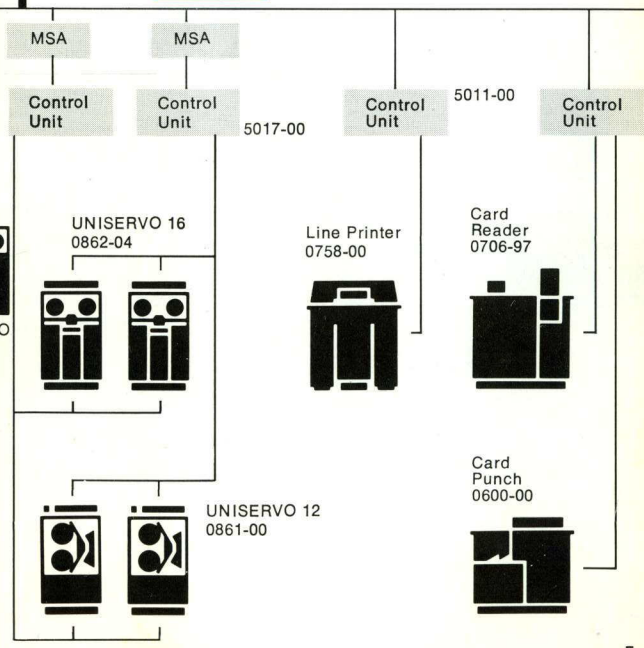 MSA
MSA
Control
Unit
Control
Unit
5017-00
Control
Unit
5011-00
Control
Unit
UNISERVO 16
0862-04
Line Printer
0758-00
Card
Reader
0706-97
O
UNISERVO 12
0861-00
Card
Punch
0600-00